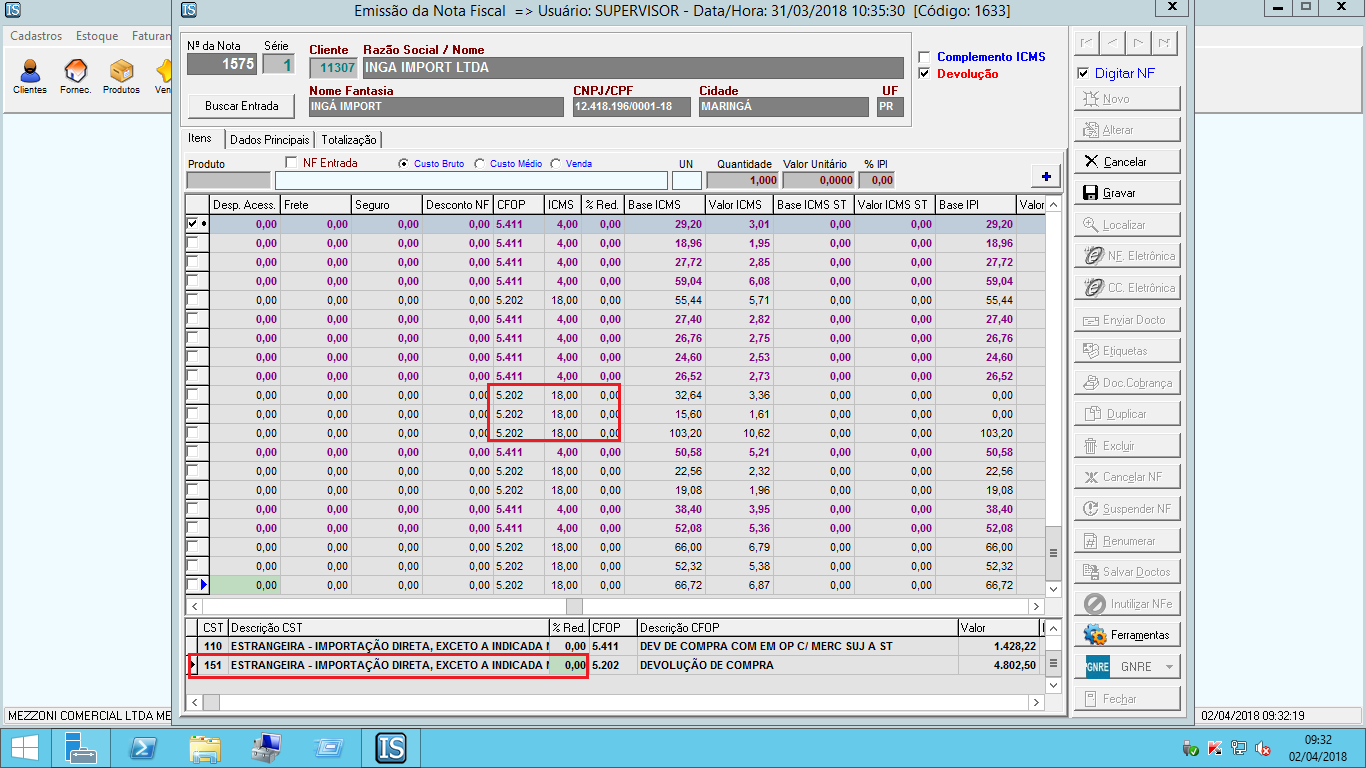 Emissão da Nota Fiscal => Usuário: SUPERVISOR - Data/Hora: 31/03/2018 10:35:30 [Código: 1633]
Cadastros Estoque Faturan
Clientes Fornec. Produtos Ven
Nº da Nota Série Cliente Razão Social / Nome
1575 1 11307 INGA IMPORT LTDA
Complemento ICMS
Devolução
Buscar Entrada
Nome Fantasia CNPJ/CPF Cidade UF
INGÁ IMPORT 12.418.196/0001-18 MARINGÁ PR
Itens Dados Principais Totalização
Produto NF Entrada Custo Bruto Custo Médio Venda UN Quantidade Valor Unitário % IPI
1,000 0,0000 0,00
Desp. Acess. Frete Seguro Desconto NF CFOP ICMS % Red. Base ICMS Valor ICMS Base ICMS ST Valor ICMS ST Base IPI Valor
0,00 0,00 0,00 0,00 5.411 4,00 0,00 29,20 3,01 0,00 0,00 29,20
0,00 0,00 0,00 0,00 5.411 4,00 0,00 18,96 1,95 0,00 0,00 18,96
0,00 0,00 0,00 0,00 5.411 4,00 0,00 27,72 2,85 0,00 0,00 27,72
0,00 0,00 0,00 0,00 5.411 4,00 0,00 59,04 6,08 0,00 0,00 59,04
0,00 0,00 0,00 0,00 5.202 18,00 0,00 55,44 5,71 0,00 0,00 55,44
0,00 0,00 0,00 0,00 5.411 4,00 0,00 27,40 2,82 0,00 0,00 27,40
0,00 0,00 0,00 0,00 5.411 4,00 0,00 26,76 2,75 0,00 0,00 26,76
0,00 0,00 0,00 0,00 5.411 4,00 0,00 24,60 2,53 0,00 0,00 24,60
0,00 0,00 0,00 0,00 5.411 4,00 0,00 26,52 2,73 0,00 0,00 26,52
0,00 0,00 0,00 0,00 5.202 18,00 0,00 32,64 3,36 0,00 0,00 0,00
0,00 0,00 0,00 0,00 5.202 18,00 0,00 15,60 1,61 0,00 0,00 0,00
0,00 0,00 0,00 0,00 5.202 18,00 0,00 103,20 10,62 0,00 0,00 103,20
0,00 0,00 0,00 0,00 5.411 4,00 0,00 50,58 5,21 0,00 0,00 50,58
0,00 0,00 0,00 0,00 5.202 18,00 0,00 22,56 2,32 0,00 0,00 22,56
0,00 0,00 0,00 0,00 5.202 18,00 0,00 19,08 1,96 0,00 0,00 19,08
0,00 0,00 0,00 0,00 5.411 4,00 0,00 38,40 3,95 0,00 0,00 38,40
0,00 0,00 0,00 0,00 5.411 4,00 0,00 52,08 5,36 0,00 0,00 52,08
0,00 0,00 0,00 0,00 5.202 18,00 0,00 66,00 6,79 0,00 0,00 66,00
0,00 0,00 0,00 0,00 5.202 18,00 0,00 52,32 5,38 0,00 0,00 52,32
0,00 0,00 0,00 0,00 5.202 18,00 0,00 66,72 6,87 0,00 0,00 66,72
CST Descrição CST % Red. CFOP Descrição CFOP Valor
110 ESTRANGEIRA - IMPORTAÇÃO DIRETA, EXCETO A INDICADA 0,00 5.411 DEV DE COMPRA COM EM OP C/ MERC SUJ A ST 1.428,22
151 ESTRANGEIRA - IMPORTAÇÃO DIRETA, EXCETO A INDICADA 0,00 5.202 DEVOLUÇÃO DE COMPRA 4.802,50
Digitar NF
Novo
Alterar
Cancelar
Gravar
Localizar
NF. Eletrônica
CC. Eletrônica
Enviar Docto
Etiquetas
Doc.Cobrança
Duplicar
Excluir
Cancelar NF
Suspender NF
Renumerar
Salvar Doctos
Inutilizar NFe
Ferramentas
GNRE GNRE
Fechar
MEZZONI COMERCIAL LTDA ME
02/04/2018 09:32:19
IS
09:32
02/04/2018